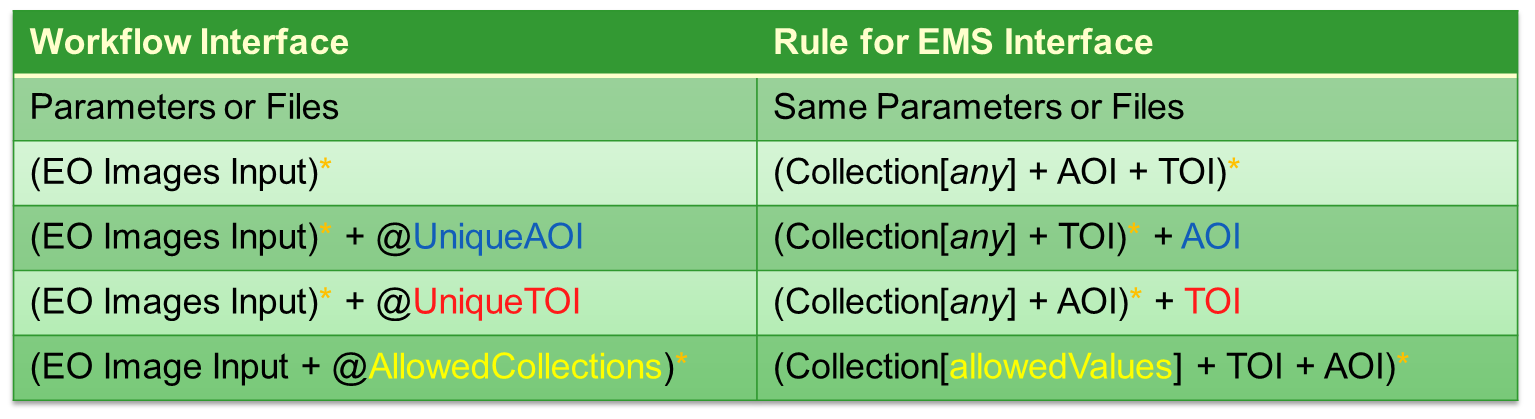 Workflow Interface Rule for EMS Interface
Parameters or Files Same Parameters or Files
(EO Images Input)* (Collection[any] + AOI + TOI)*
(EO Images Input)* + @UniqueAOI (Collection[any] + TOI)* + AOI
(EO Images Input)* + @UniqueTOI (Collection[any] + AOI)* + TOI
(EO Image Input + @AllowedCollections)* (Collection[allowedValues] + TOI + AOI)*